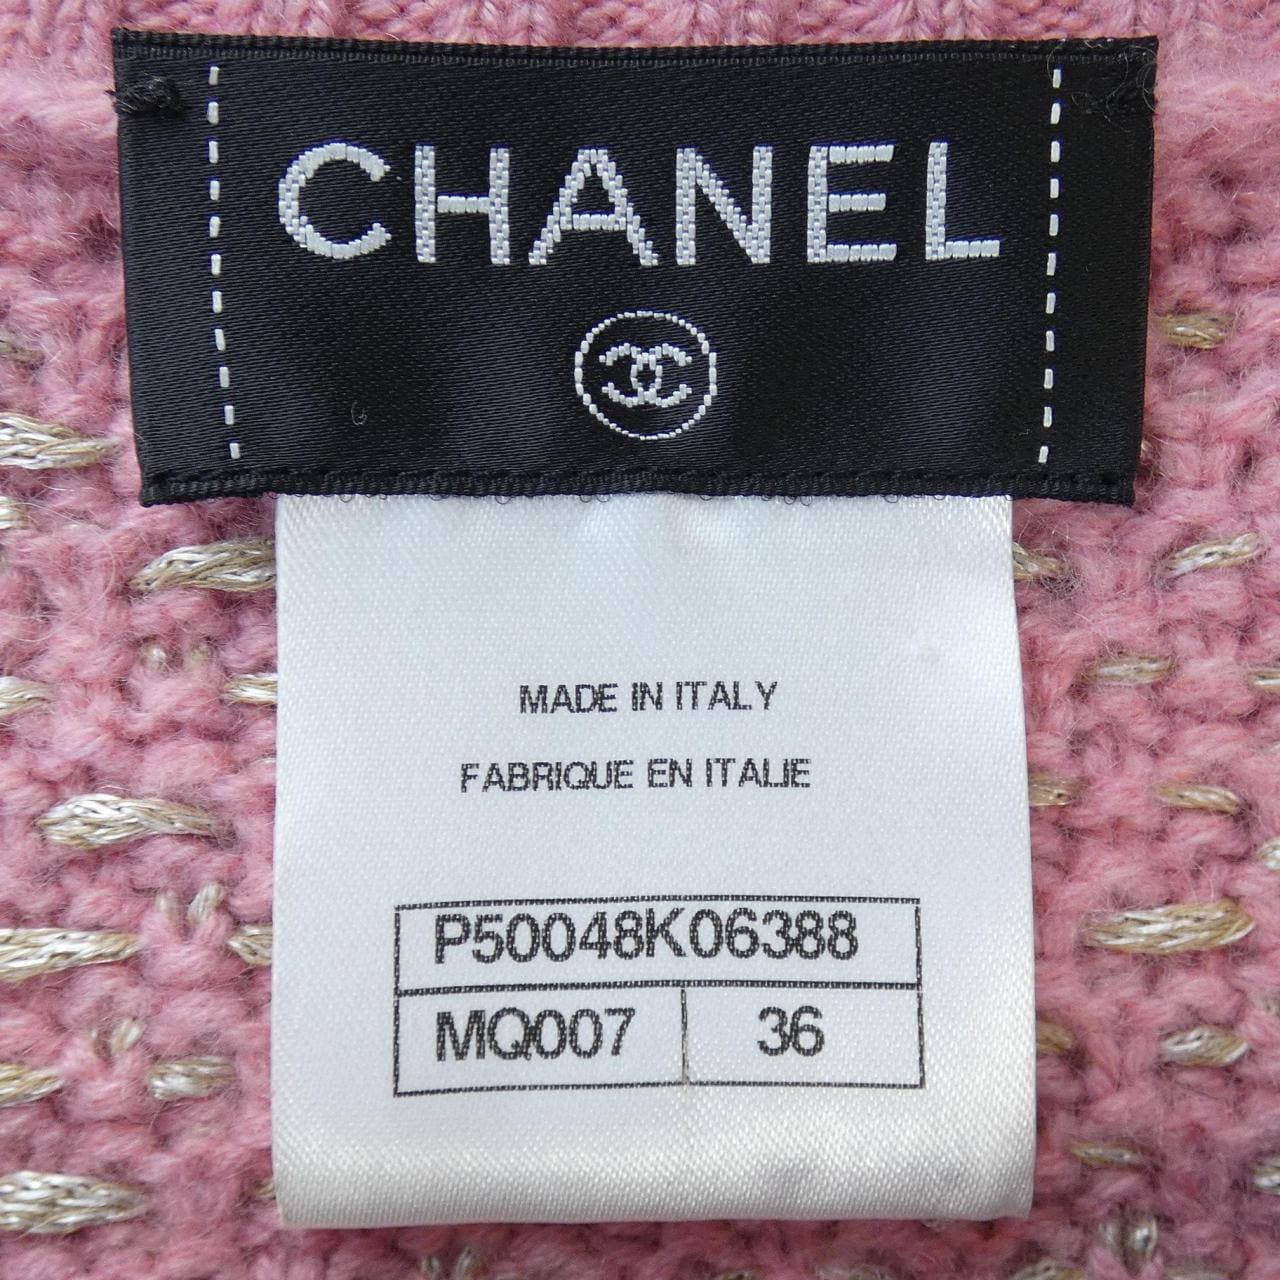 CHANEL
MADE IN ITALY
FABRIQUE EN ITALIE
P50048K06388
MQ007 36